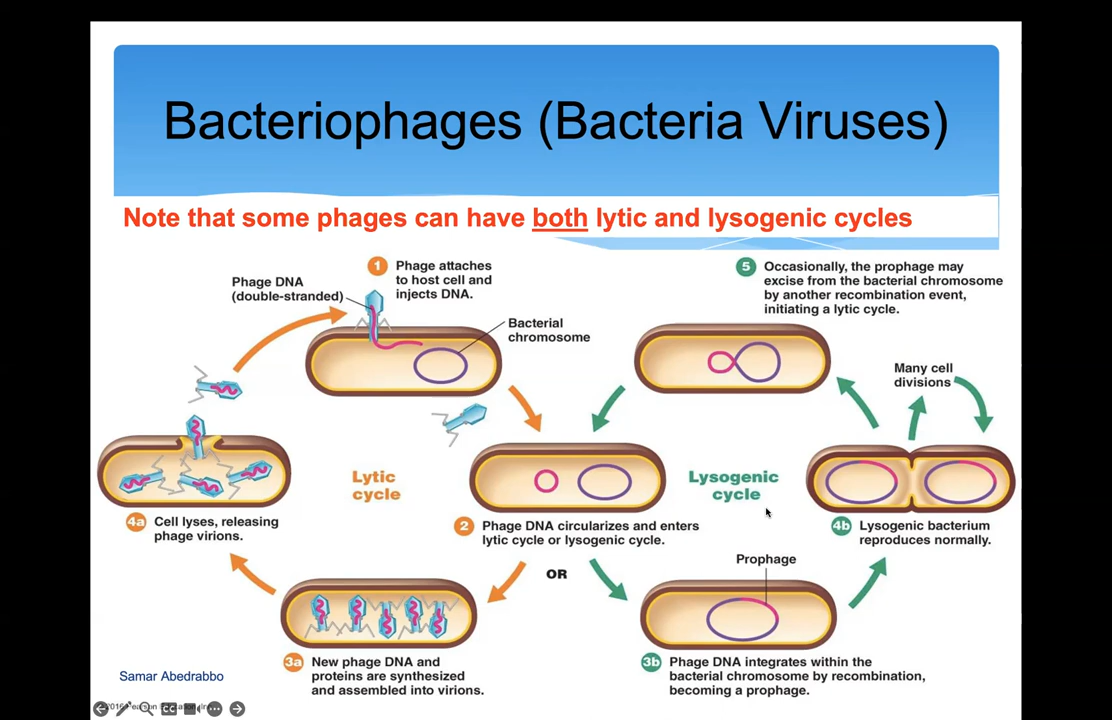 Bacteriophages (Bacteria Viruses)
Note that some phages can have both lytic and lysogenic cycles
Phage DNA
(double-stranded)
1 Phage attaches
to host cell and
injects DNA.
Bacterial
chromosome
5 Occasionally, the prophage may
excise from the bacterial chromosome
by another recombination event,
initiating a lytic cycle.
Many cell
divisions
Lytic
cycle
Lysogenic
cycle
4a Cell lyses, releasing
phage virions.
2 Phage DNA circularizes and enters
lytic cycle or lysogenic cycle.
4b Lysogenic bacterium
reproduces normally.
OR
Prophage
3a New phage DNA and
proteins are synthesized
and assembled into virions.
3b Phage DNA integrates within the
bacterial chromosome by recombination,
becoming a prophage.
Samar Abedrabbo
CC